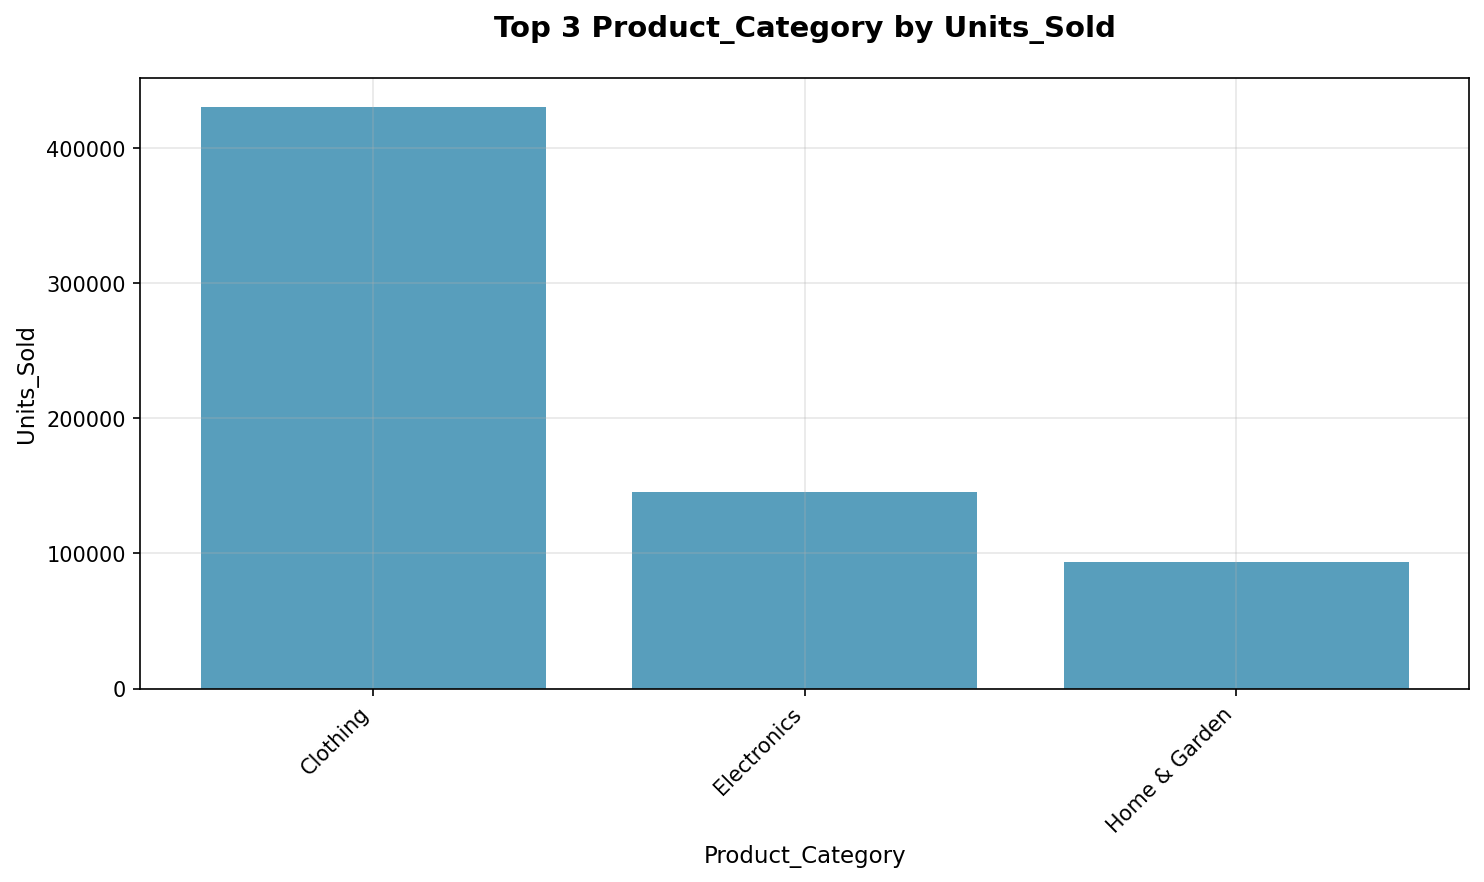 Top 3 Product_Category by Units_Sold
400000
300000
200000
100000
0
Units_Sold
Clothing
Electronics
Home & Garden
Product_Category